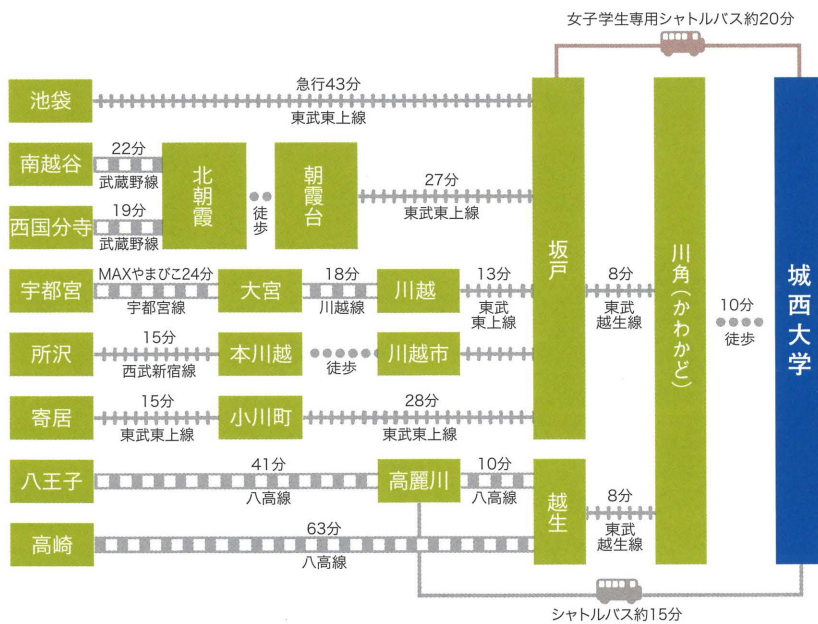 女子学生専用シャトルバス約20分
池袋
急行43分
東武東上線
南越谷
22分
武蔵野線
西国分寺
19分
武蔵野線
北朝霞
徒歩
朝霞台
27分
東武東上線
宇都宮
MAXやまびこ24分
宇都宮線
大宮
18分
川越線
川越
13分
東武
東上線
所沢
15分
西武新宿線
本川越
徒歩
川越市
寄居
15分
東武東上線
小川町
28分
東武東上線
坂戸
8分
東武
越生線
八王子
41分
八高線
高麗川
10分
八高線
高崎
63分
八高線
越生
8分
東武
越生線
川角（かわかど）
10分
徒歩
城西大学
シャトルバス約15分